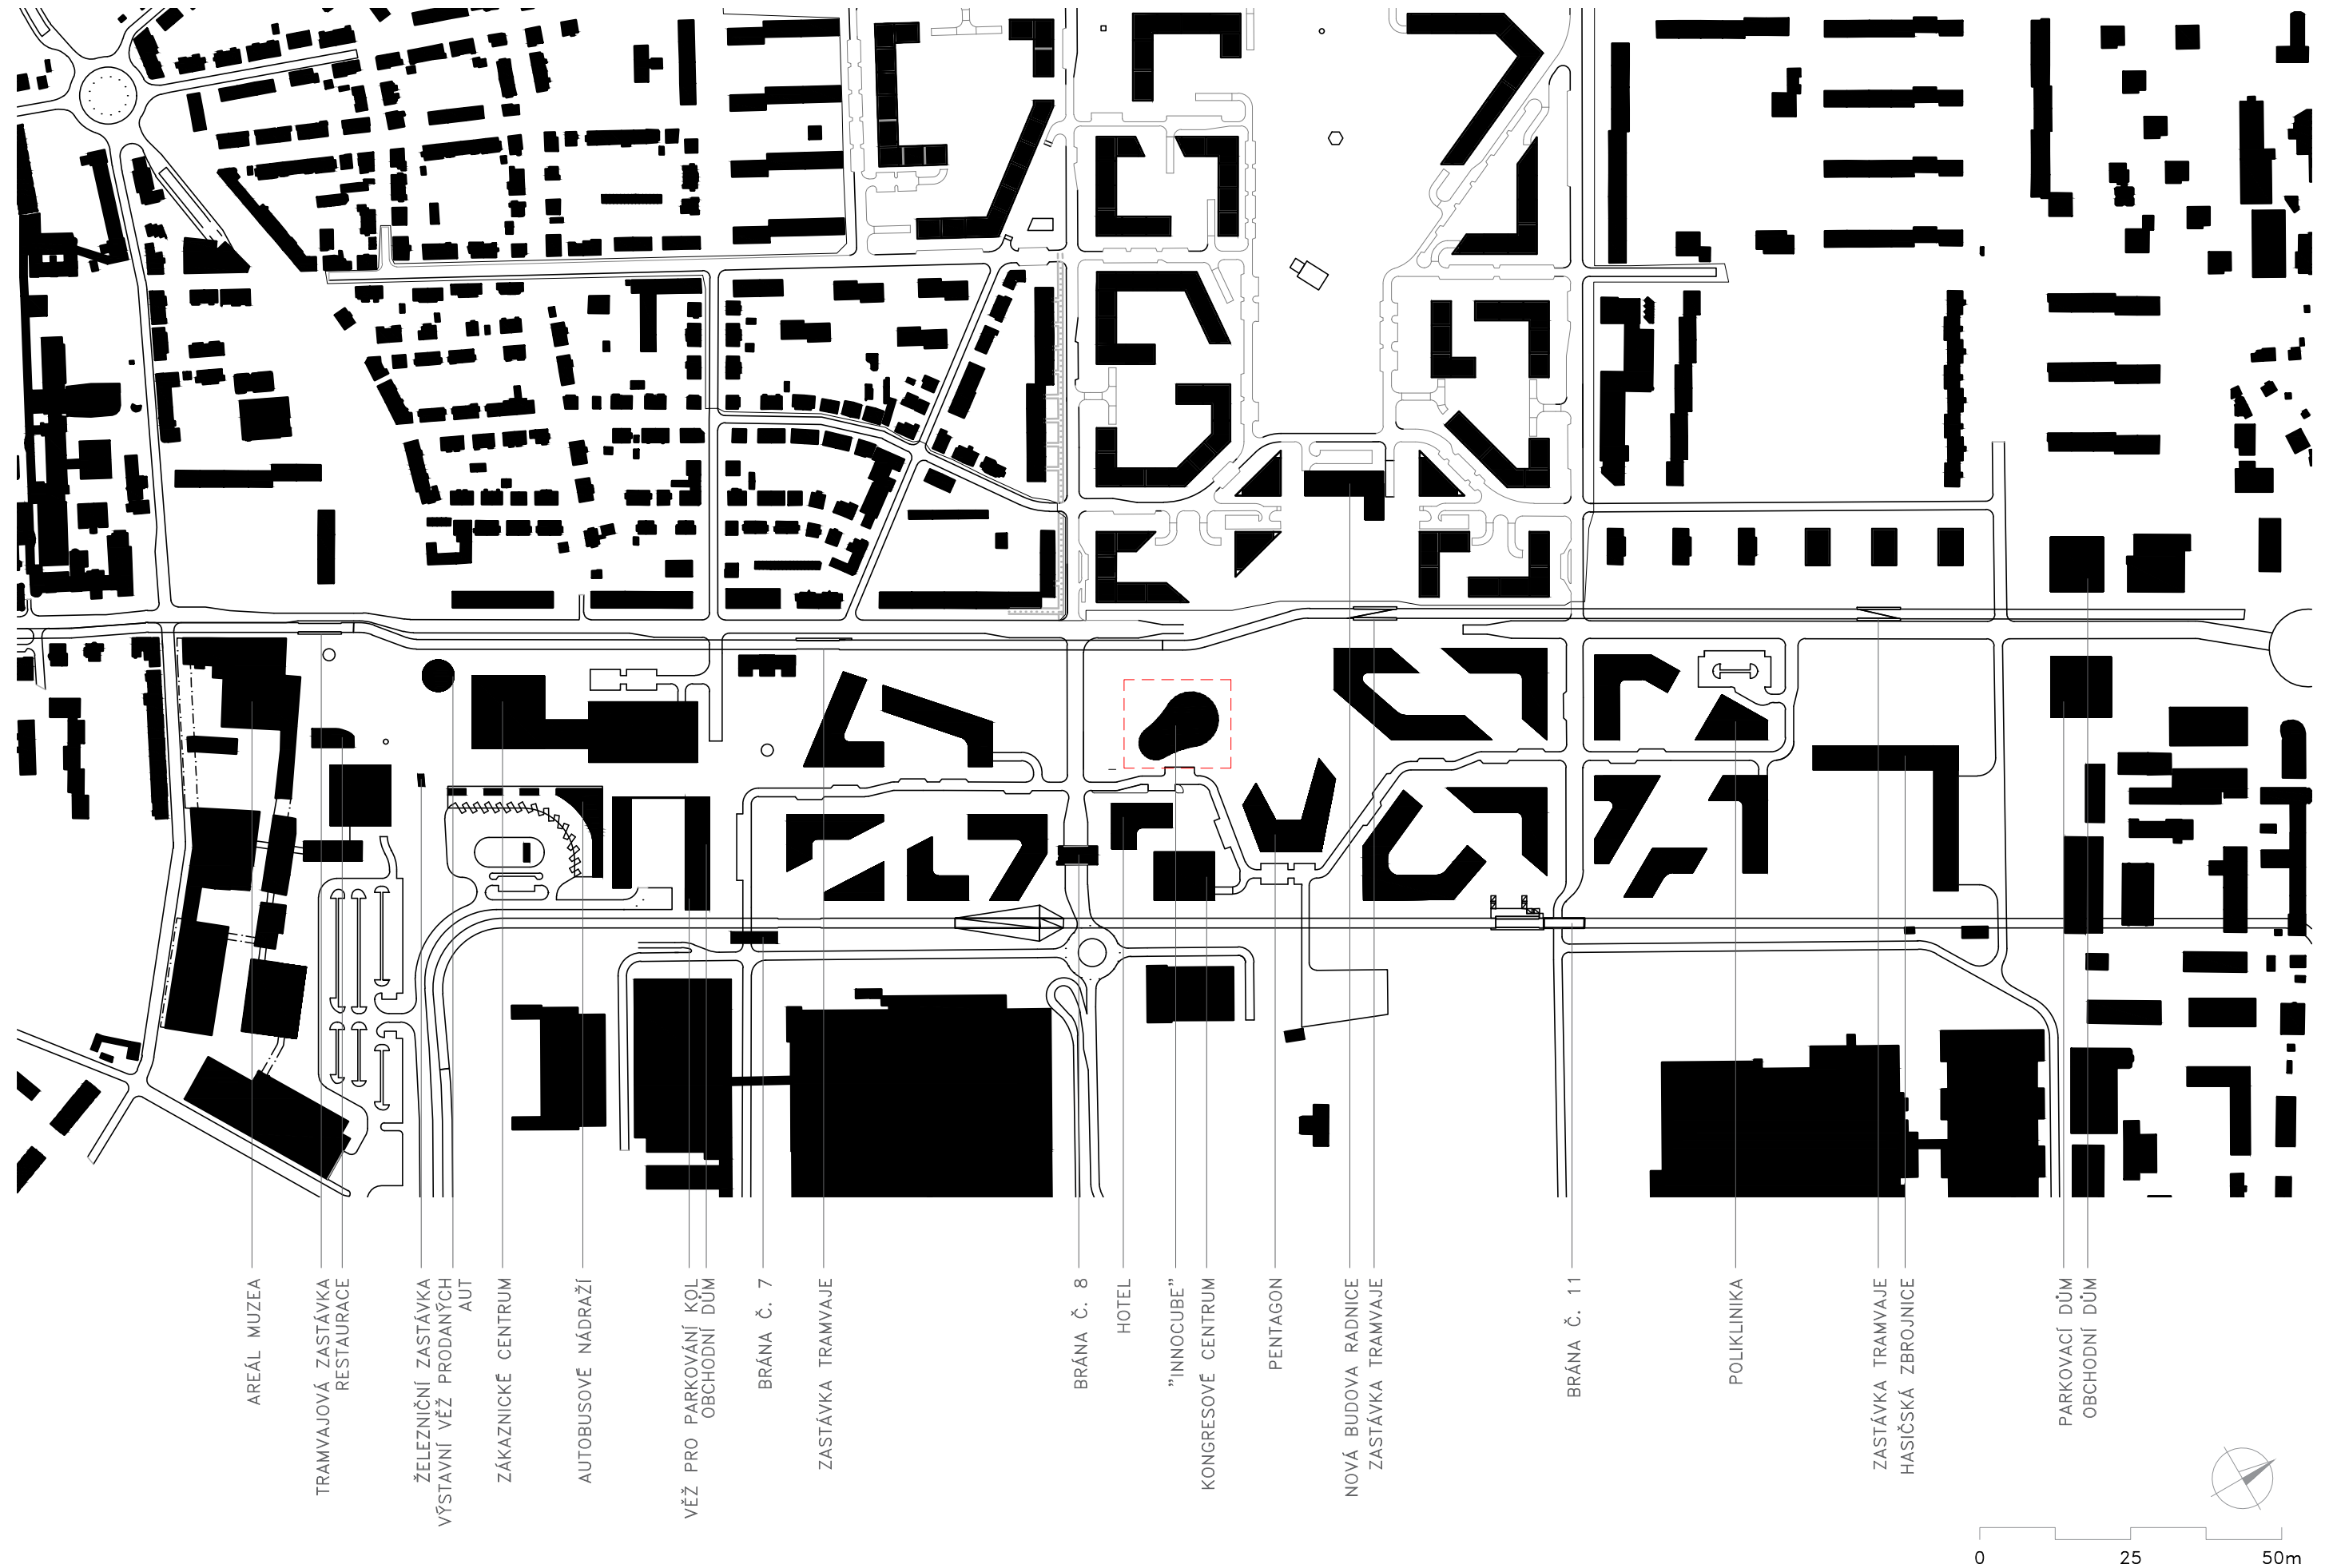 AREÁL MUZEA
TRAMVAJOVÁ ZASTÁVKA
RESTAURACE
ŽELEZNIČNÍ ZASTÁVKA
VÝSTAVNÍ VĚŽ PRODANÝCH
AUT
ZÁKAZNICKÉ CENTRUM
AUTOBUSOVÉ NÁDRAŽÍ
VĚŽ PRO PARKOVÁNÍ KOL
OBCHODNÍ DŮM
BRÁNA Č. 7
ZASTÁVKA TRAMVAJE
BRÁNA Č. 8
HOTEL
"INNOCUBE"
KONGRESOVÉ CENTRUM
PENTAGON
NOVÁ BUDOVA RADNICE
ZASTÁVKA TRAMVAJE
BRÁNA Č. 11
POLIKLINIKA
ZASTÁVKA TRAMVAJE
HASIČSKÁ ZBROJNICE
PARKOVACÍ DŮM
OBCHODNÍ DŮM
0 25 50m